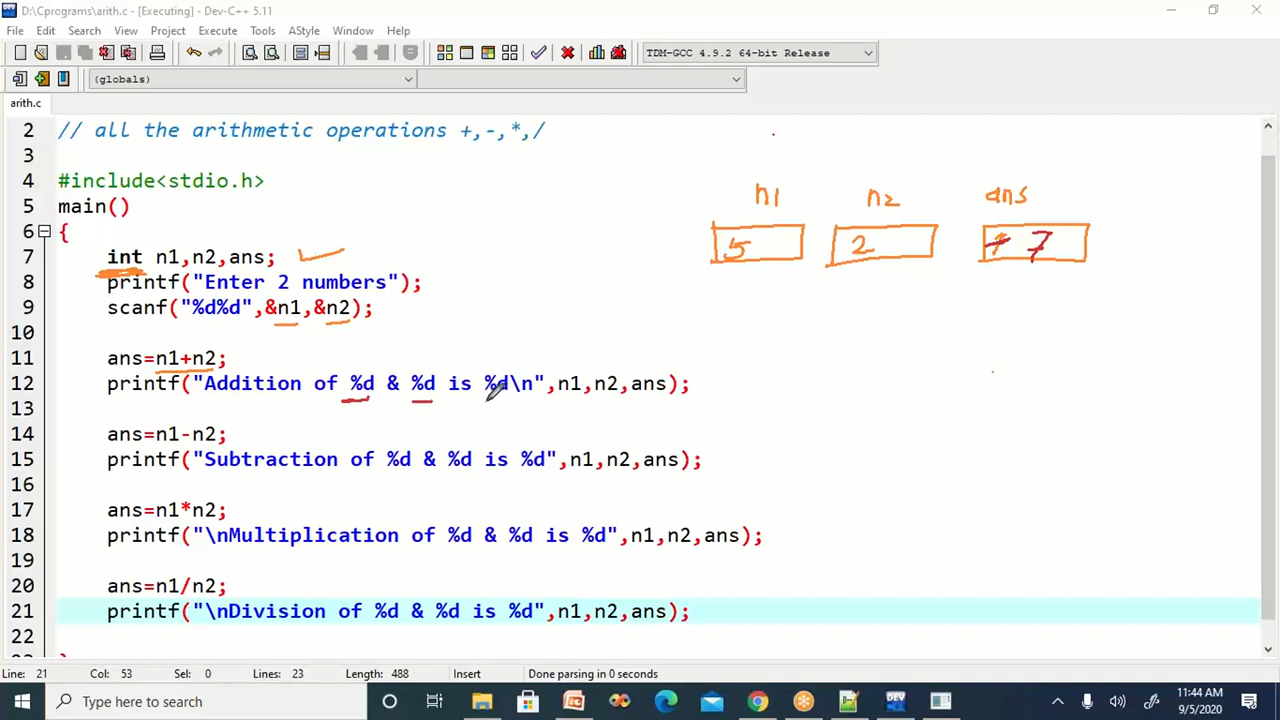 D:\Cprograms\arith.c - [Executing] - Dev-C++ 5.11
File Edit Search View Project Execute Tools AStyle Window Help
TDM-GCC 4.9.2 64-bit Release
(globals)
arith.c
2 // all the arithmetic operations +,-,*,/
3
4 #include<stdio.h>
5 main()
6 {
7 int n1,n2,ans;
8 printf("Enter 2 numbers");
9 scanf("%d%d",&n1,&n2);
10
11 ans=n1+n2;
12 printf("Addition of %d & %d is %d\n",n1,n2,ans);
13
14 ans=n1-n2;
15 printf("Subtraction of %d & %d is %d",n1,n2,ans);
16
17 ans=n1*n2;
18 printf("\nMultiplication of %d & %d is %d",n1,n2,ans);
19
20 ans=n1/n2;
21 printf("\nDivision of %d & %d is %d",n1,n2,ans);
22
n1 n2 ans
5 2 7
Line: 21 Col: 53 Sel: 0 Lines: 23 Length: 488 Insert Done parsing in 0 seconds
Type here to search
11:44 AM
9/5/2020